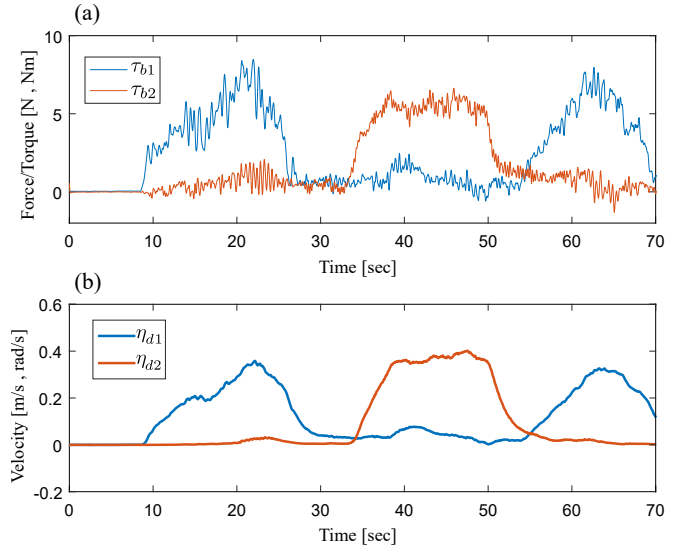 (a)
10
5
0
Force/Torque [N , Nm]
τb1
τb2
0 10 20 30 40 50 60 70
Time [sec]
(b)
0.6
0.4
0.2
0
-0.2
Velocity [m/s , rad/s]
ηd1
ηd2
0 10 20 30 40 50 60 70
Time [sec]